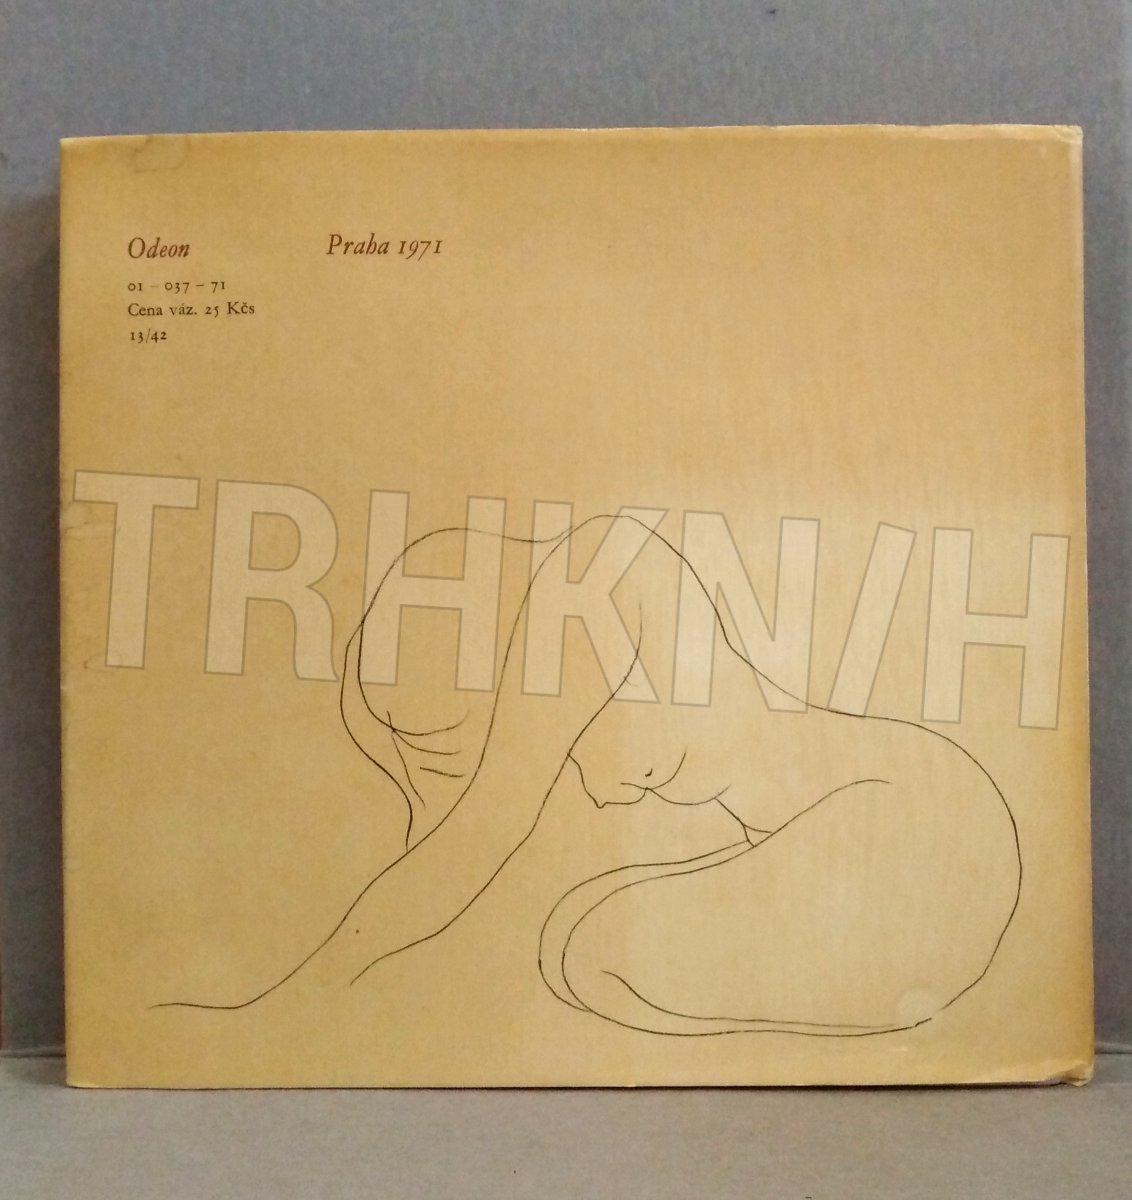 Odeon Praha 1971
01 – 037 – 71
Cena váz. 25 Kčs
13/42
TRHKN/H